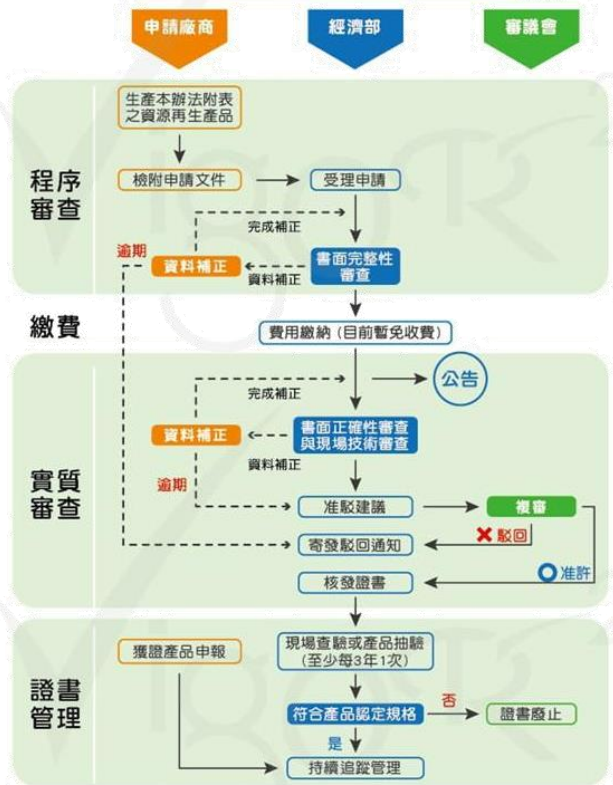 申請廠商
經濟部
審議會
程序
審查
生產本辦法附表
之資源再生產品
檢附申請文件
受理申請
完成補正
逾期
資料補正
資料補正
書面完整性
審查
繳費
費用繳納(目前暫免收費)
公告
實質
審查
完成補正
資料補正
書面正確性審查
與現場技術審查
資料補正
逾期
准駁建議
複審
駁回
寄發駁回通知
准許
核發證書
證書
管理
獲證產品申報
現場查驗或產品抽驗
(至少每3年1次)
符合產品認定規格
否
證書廢止
是
持續追蹤管理